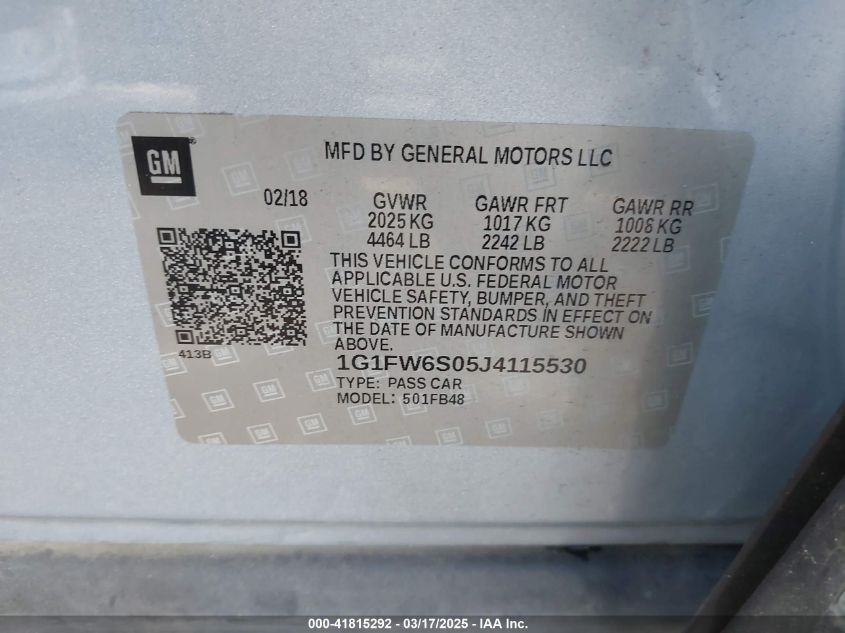 GM
MFD BY GENERAL MOTORS LLC
02/18
GVWR GAWR FRT GAWR RR
2025 KG 1017 KG 1008 KG
4464 LB 2242 LB 2222 LB
THIS VEHICLE CONFORMS TO ALL
APPLICABLE U.S. FEDERAL MOTOR
VEHICLE SAFETY, BUMPER, AND THEFT
PREVENTION STANDARDS IN EFFECT ON
THE DATE OF MANUFACTURE SHOWN
ABOVE.
413B
1G1FW6S05J4115530
TYPE: PASS CAR
MODEL: 501FB48
000-41815292 - 03/17/2025 - IAA, Inc.